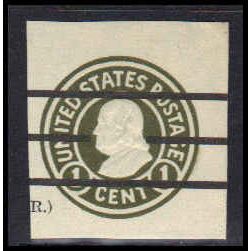 UNITED STATES POSTAGE
1 CENT 1
R.)